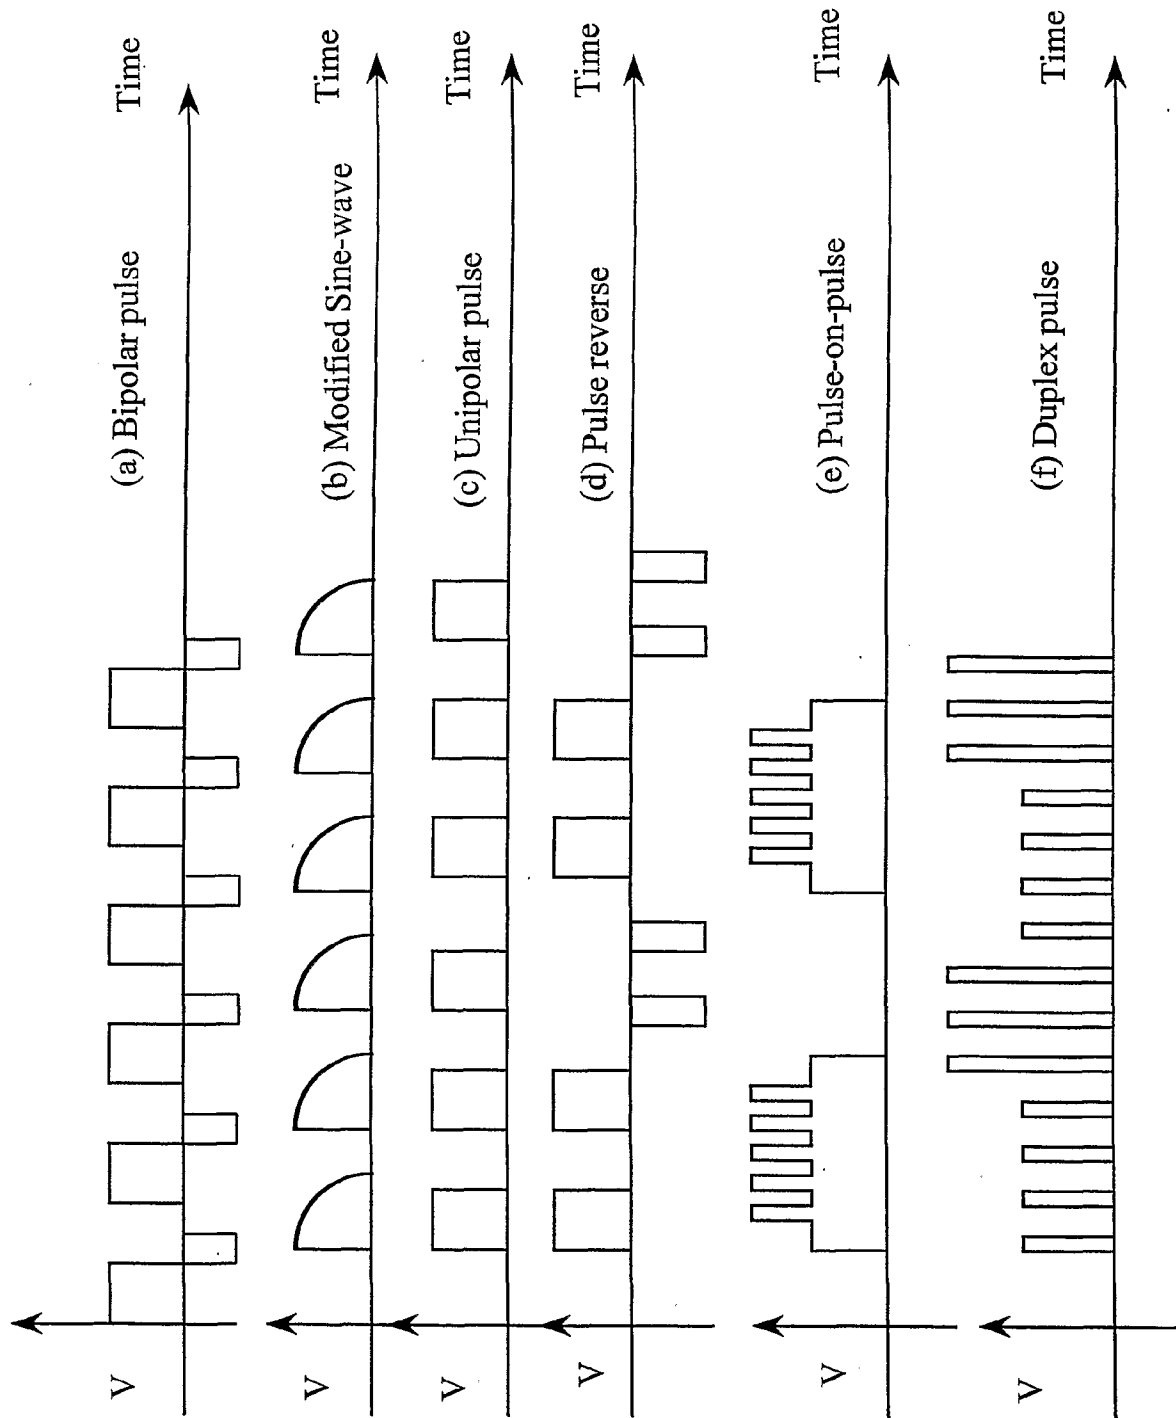 V
(a) Bipolar pulse
Time
V
(b) Modified Sine-wave
Time
V
(c) Unipolar pulse
Time
V
(d) Pulse reverse
Time
V
(e) Pulse-on-pulse
Time
V
(f) Duplex pulse
Time